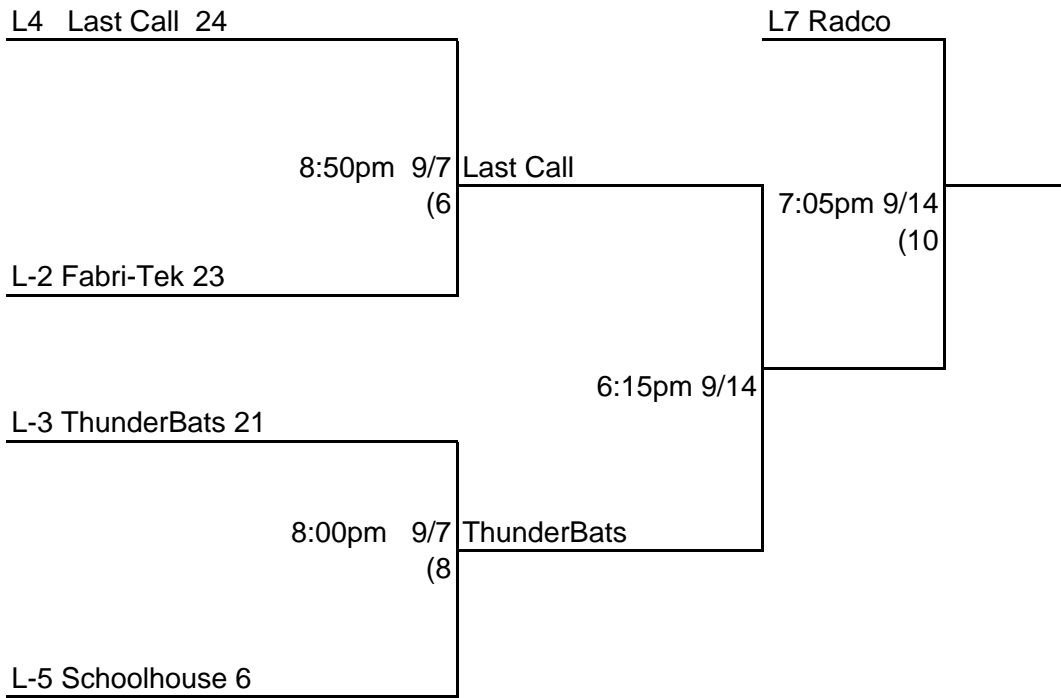 L4 Last Call 24
L7 Radco
8:50pm 9/7 Last Call
(6
7:05pm 9/14
(10
L-2 Fabri-Tek 23
6:15pm 9/14
L-3 ThunderBats 21
8:00pm 9/7 ThunderBats
(8
L-5 Schoolhouse 6